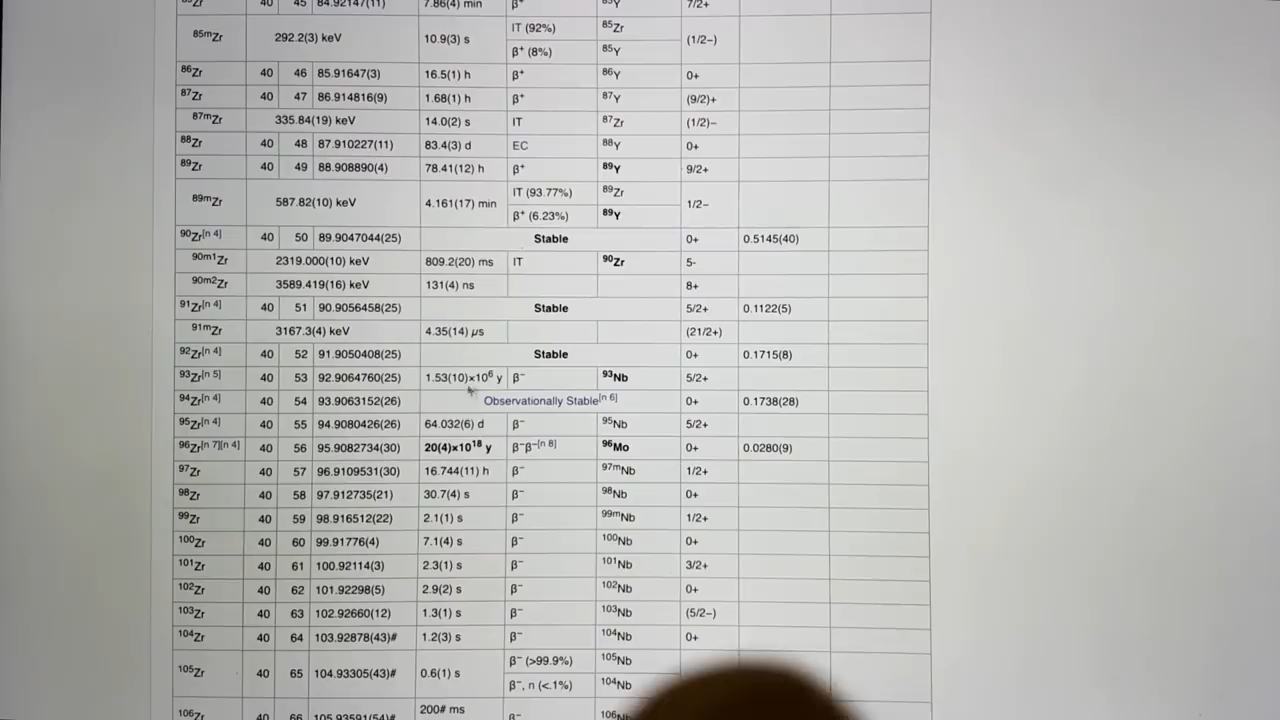 85Zr 40 45 84.92147(11) 7.86(4) min β+ 85Y 7/2+
85mZr 292.2(3) keV 10.9(3) s IT (92%) 85Zr (1/2−)
β+ (8%) 85Y
86Zr 40 46 85.91647(3) 16.5(1) h β+ 86Y 0+
87Zr 40 47 86.914816(9) 1.68(1) h β+ 87Y (9/2)+
87mZr 335.84(19) keV 14.0(2) s IT 87Zr (1/2)−
88Zr 40 48 87.910227(11) 83.4(3) d EC 88Y 0+
89Zr 40 49 88.908890(4) 78.41(12) h β+ 89Y 9/2+
89mZr 587.82(10) keV 4.161(17) min IT (93.77%) 89Zr 1/2−
β+ (6.23%) 89Y
90Zr[n 4] 40 50 89.9047044(25) Stable 0+ 0.5145(40)
90m1Zr 2319.000(10) keV 809.2(20) ms IT 90Zr 5-
90m2Zr 3589.419(16) keV 131(4) ns 8+
91Zr[n 4] 40 51 90.9056458(25) Stable 5/2+ 0.1122(5)
91mZr 3167.3(4) keV 4.35(14) µs (21/2+)
92Zr[n 4] 40 52 91.9050408(25) Stable 0+ 0.1715(8)
93Zr[n 5] 40 53 92.9064760(25) 1.53(10)×10⁶ y β− 93Nb 5/2+
94Zr[n 4] 40 54 93.9063152(26) Observationally Stable[n 6] 0+ 0.1738(28)
95Zr[n 4] 40 55 94.9080426(26) 64.032(6) d β− 95Nb 5/2+
96Zr[n 7][n 4] 40 56 95.9082734(30) 20(4)×10¹⁸ y β−β−[n 8] 96Mo 0+ 0.0280(9)
97Zr 40 57 96.9109531(30) 16.744(11) h β− 97mNb 1/2+
98Zr 40 58 97.912735(21) 30.7(4) s β− 98Nb 0+
99Zr 40 59 98.916512(22) 2.1(1) s β− 99mNb 1/2+
100Zr 40 60 99.91776(4) 7.1(4) s β− 100Nb 0+
101Zr 40 61 100.92114(3) 2.3(1) s β− 101Nb 3/2+
102Zr 40 62 101.92298(5) 2.9(2) s β− 102Nb 0+
103Zr 40 63 102.92660(12) 1.3(1) s β− 103Nb (5/2−)
104Zr 40 64 103.92878(43)# 1.2(3) s β− 104Nb 0+
105Zr 40 65 104.93305(43)# 0.6(1) s β− (>99.9%) 105Nb
β−, n (<.1%) 104Nb
106Zr 40 66 105.93591(54)# 200# ms β−